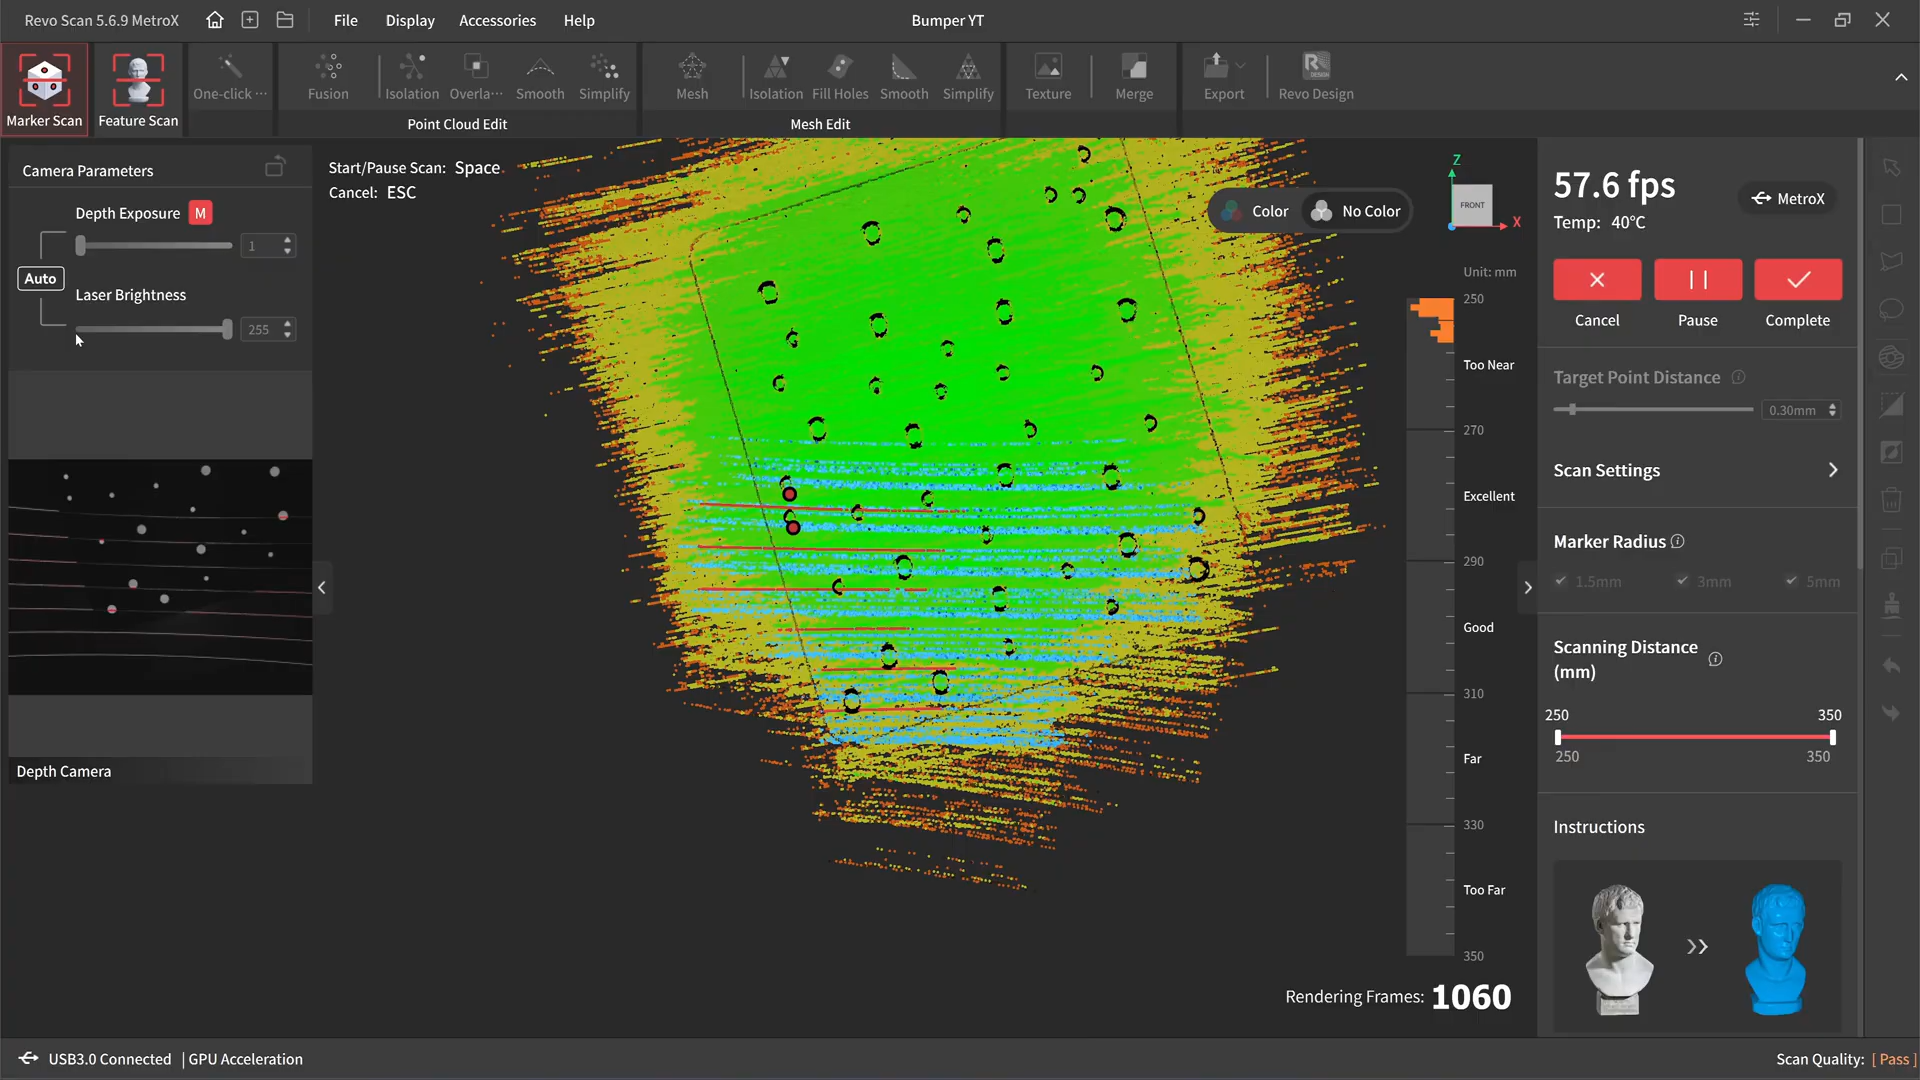 Revo Scan 5.6.9 MetroX
File
Display
Accessories
Help
Bumper YT
Marker Scan
Feature Scan
One-click ···
Fusion
Isolation
Overla···
Smooth
Simplify
Point Cloud Edit
Mesh
Isolation
Fill Holes
Smooth
Simplify
Mesh Edit
Texture
Merge
Export
Revo Design
Camera Parameters
Depth Exposure M
1
Auto
Laser Brightness
255
Depth Camera
Start/Pause Scan: Space
Cancel: ESC
Color
No Color
Z
FRONT
X
Unit: mm
250
Too Near
270
Excellent
290
Good
310
Far
330
Too Far
350
Rendering Frames: 1060
57.6 fps
MetroX
Temp: 40℃
Cancel
Pause
Complete
Target Point Distance
0.30mm
Scan Settings
Marker Radius
1.5mm
3mm
5mm
Scanning Distance
(mm)
250
350
250
350
Instructions
USB3.0 Connected | GPU Acceleration
Scan Quality: [ Pass ]